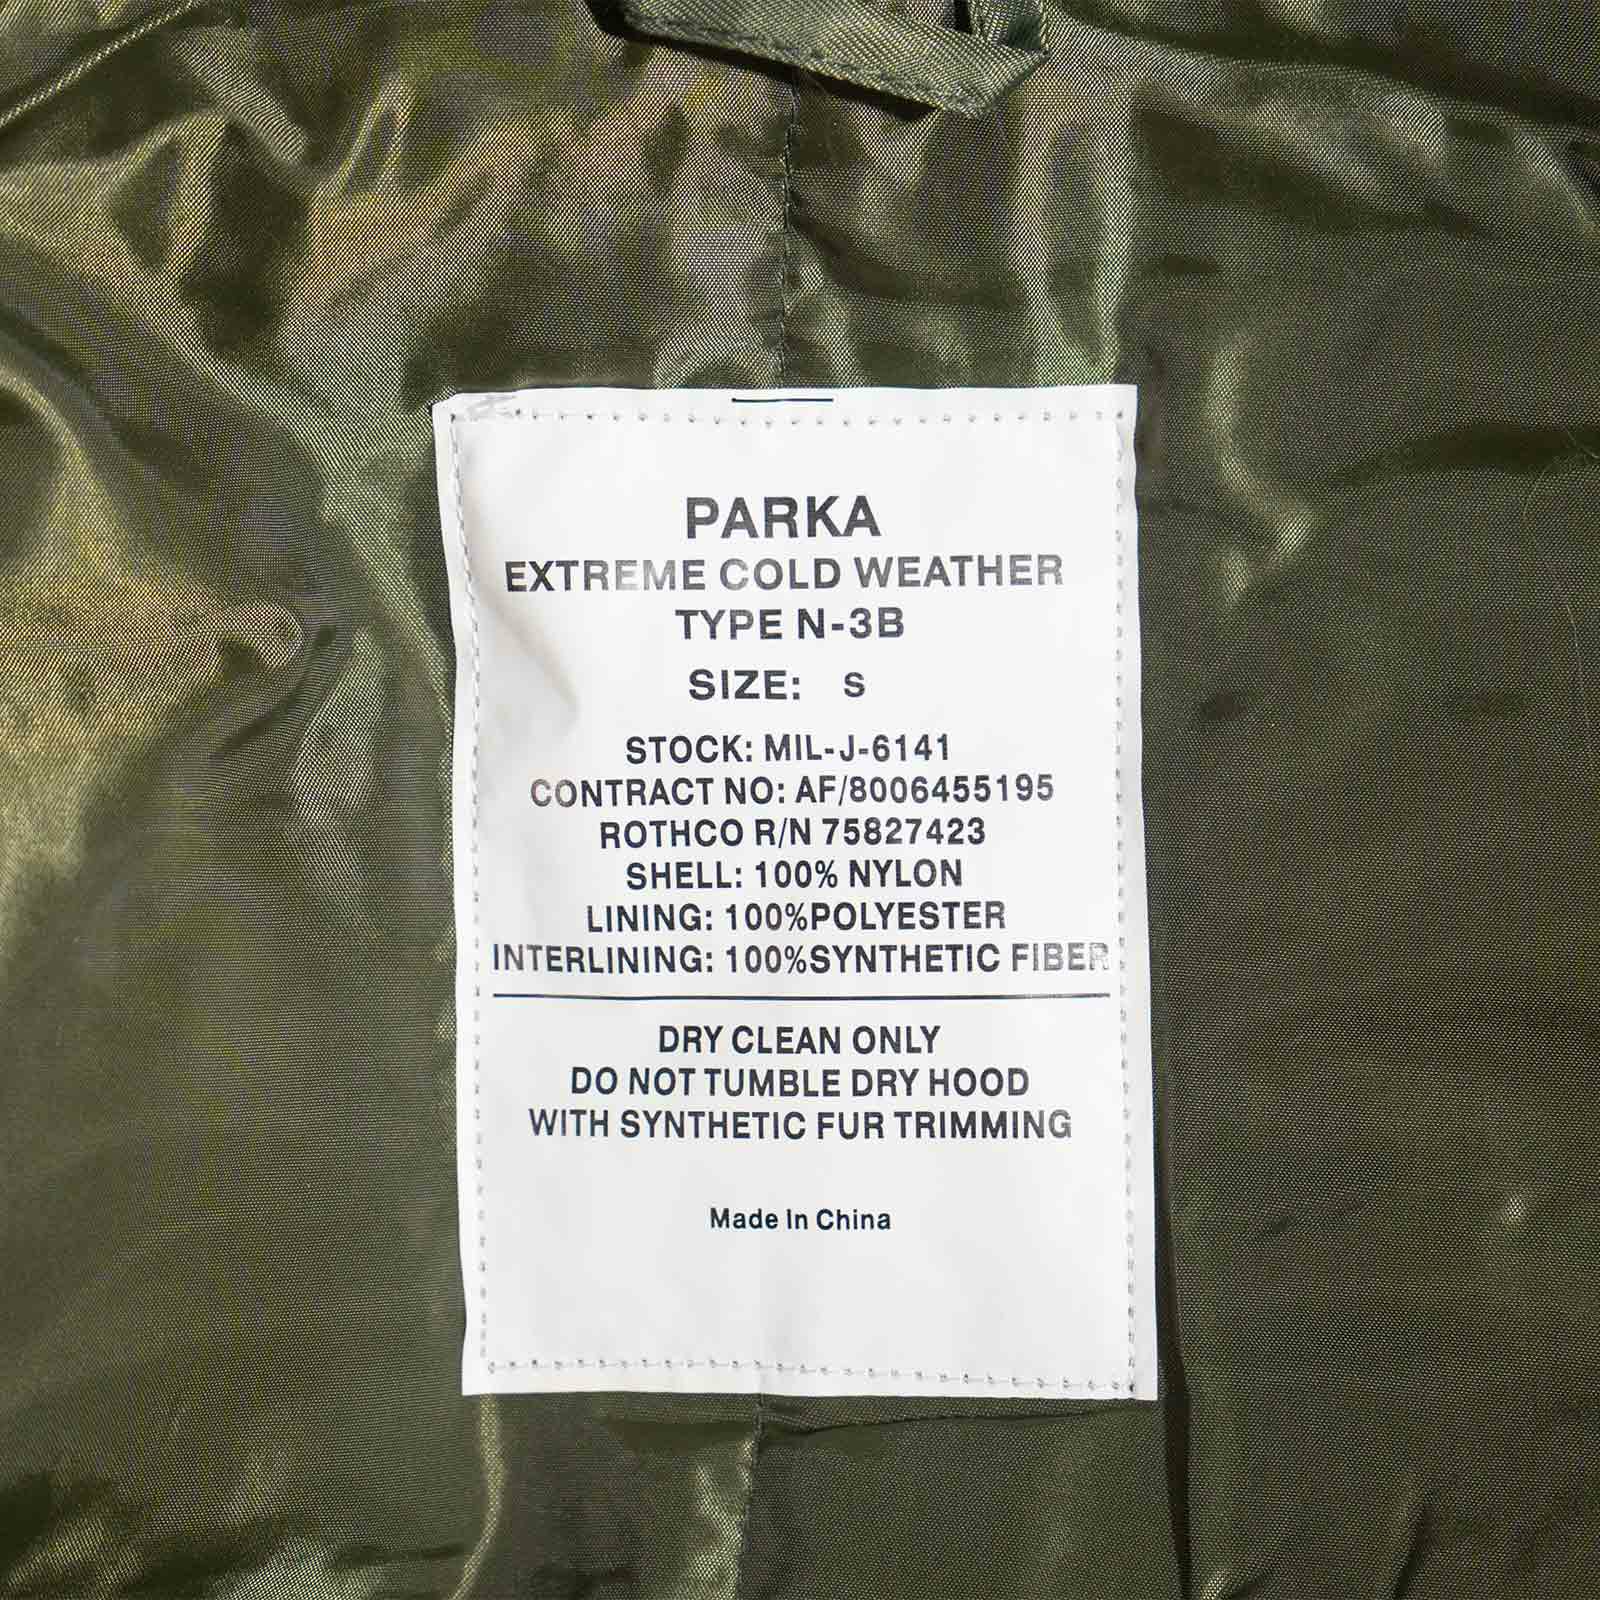 PARKA
EXTREME COLD WEATHER
TYPE N-3B
SIZE: S
STOCK: MIL-J-6141
CONTRACT NO: AF/8006455195
ROTHCO R/N 75827423
SHELL: 100% NYLON
LINING: 100%POLYESTER
INTERLINING: 100%SYNTHETIC FIBER
DRY CLEAN ONLY
DO NOT TUMBLE DRY HOOD
WITH SYNTHETIC FUR TRIMMING
Made In China